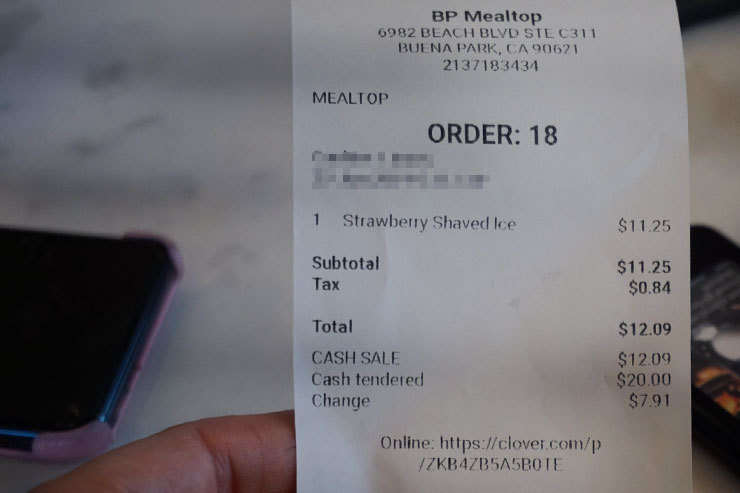 BP Mealtop
6982 BEACH BLVD STE C311
BUENA PARK, CA 90621
2137183434
MEALTOP
ORDER: 18
1 Strawberry Shaved Ice $11.25
Subtotal $11.25
Tax $0.84
Total $12.09
CASH SALE $12.09
Cash tendered $20.00
Change $7.91
Online: https://clover.com/p
/ZKB4ZB5A5B0TE